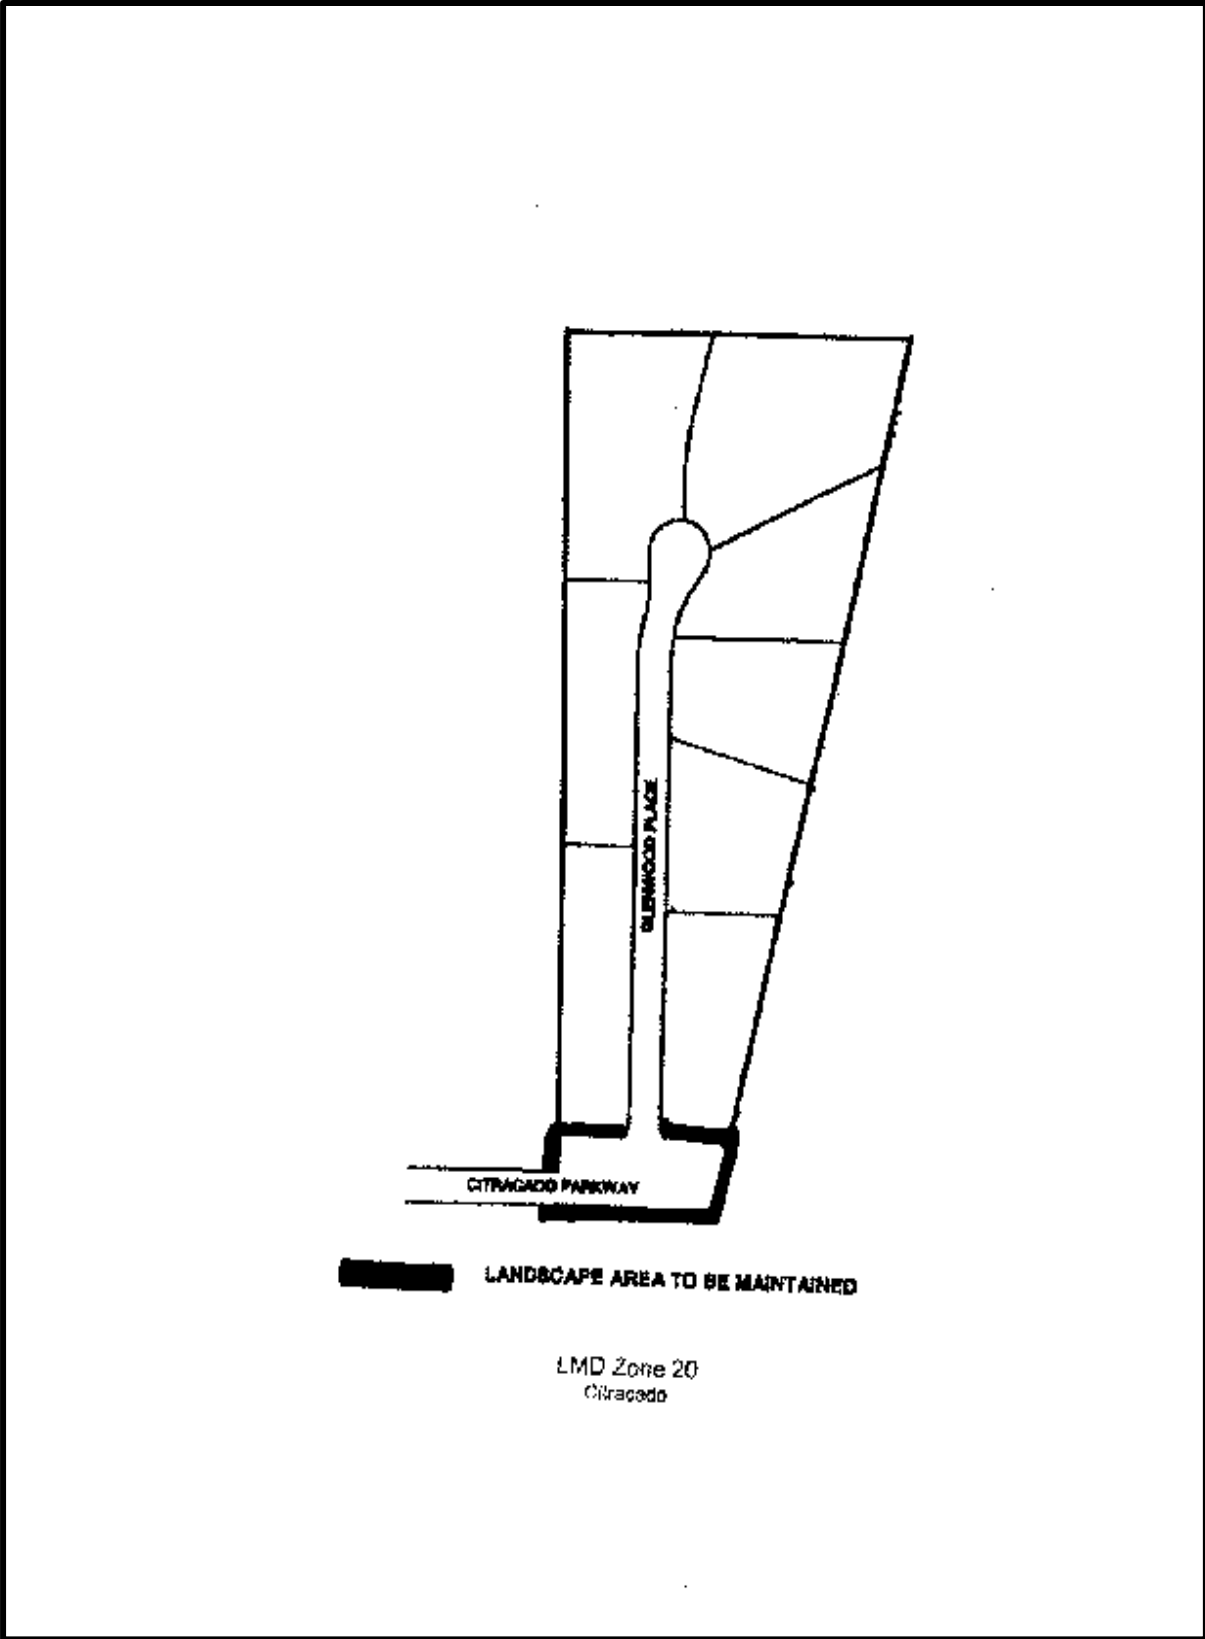 GLENWOOD PLACE
CITRACADO PARKWAY
LANDSCAPE AREA TO BE MAINTAINED
LMD Zone 20
Citracado